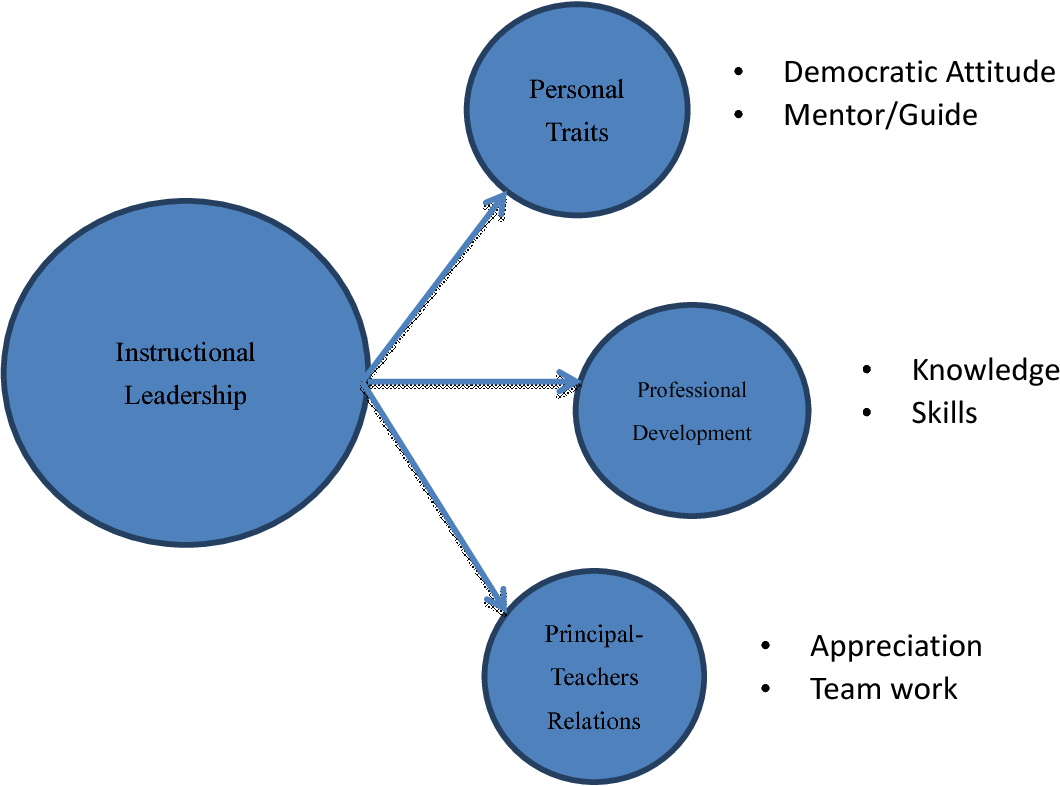 Personal
Traits
• Democratic Attitude
• Mentor/Guide
Instructional
Leadership
Professional
Development
• Knowledge
• Skills
Principal-
Teachers
Relations
• Appreciation
• Team work